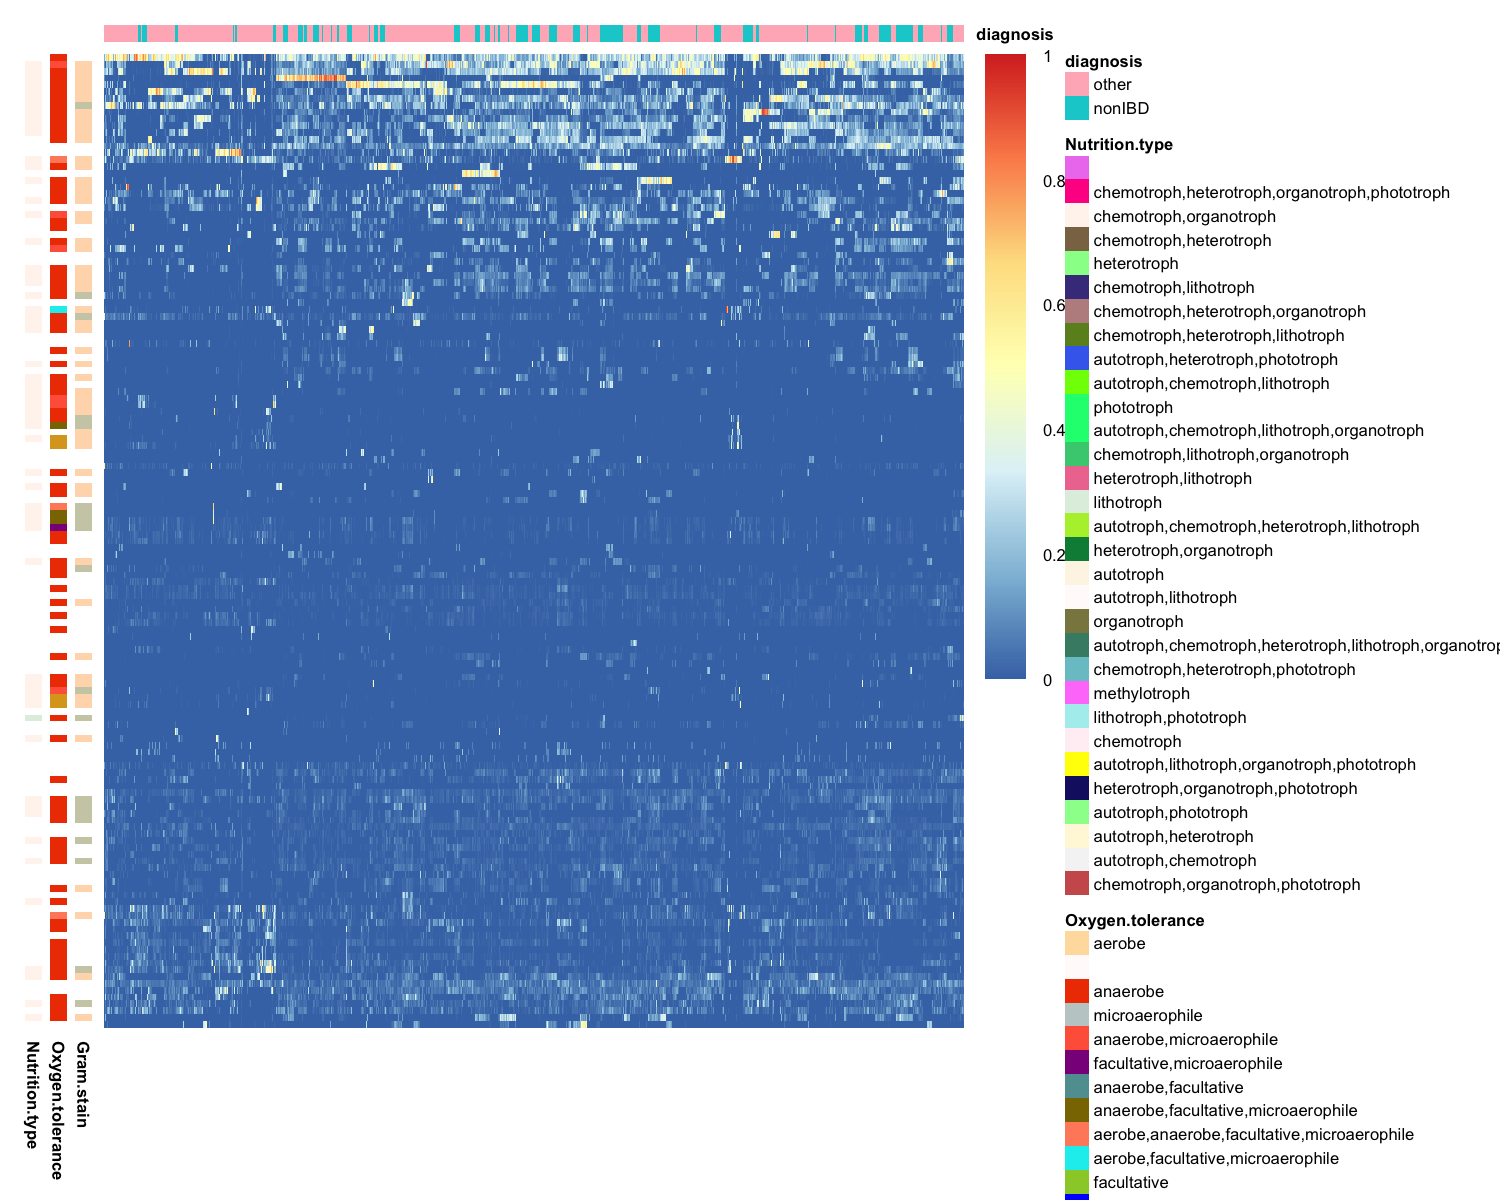 diagnosis
1
0.8
0.6
0.4
0.2
0
diagnosis
other
nonIBD
Nutrition.type
chemotroph,heterotroph,organotroph,phototroph
chemotroph,organotroph
chemotroph,heterotroph
heterotroph
chemotroph,lithotroph
chemotroph,heterotroph,organotroph
chemotroph,heterotroph,lithotroph
autotroph,heterotroph,phototroph
autotroph,chemotroph,lithotroph
phototroph
autotroph,chemotroph,lithotroph,organotroph
chemotroph,lithotroph,organotroph
heterotroph,lithotroph
lithotroph
autotroph,chemotroph,heterotroph,lithotroph
heterotroph,organotroph
autotroph
autotroph,lithotroph
organotroph
autotroph,chemotroph,heterotroph,lithotroph,organotrop
chemotroph,heterotroph,phototroph
methylotroph
lithotroph,phototroph
chemotroph
autotroph,lithotroph,organotroph,phototroph
heterotroph,organotroph,phototroph
autotroph,phototroph
autotroph,heterotroph
autotroph,chemotroph
chemotroph,organotroph,phototroph
Oxygen.tolerance
aerobe
anaerobe
microaerophile
anaerobe,microaerophile
facultative,microaerophile
anaerobe,facultative
anaerobe,facultative,microaerophile
aerobe,anaerobe,facultative,microaerophile
aerobe,facultative,microaerophile
facultative
Nutrition.type
Oxygen.tolerance
Gram.stain